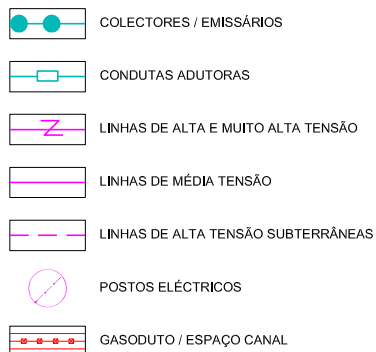 COLECTORES / EMISSÁRIOS
CONDUTAS ADUTORAS
LINHAS DE ALTA E MUITO ALTA TENSÃO
LINHAS DE MÉDIA TENSÃO
LINHAS DE ALTA TENSÃO SUBTERRÂNEAS
POSTOS ELÉCTRICOS
GASODUTO / ESPAÇO CANAL